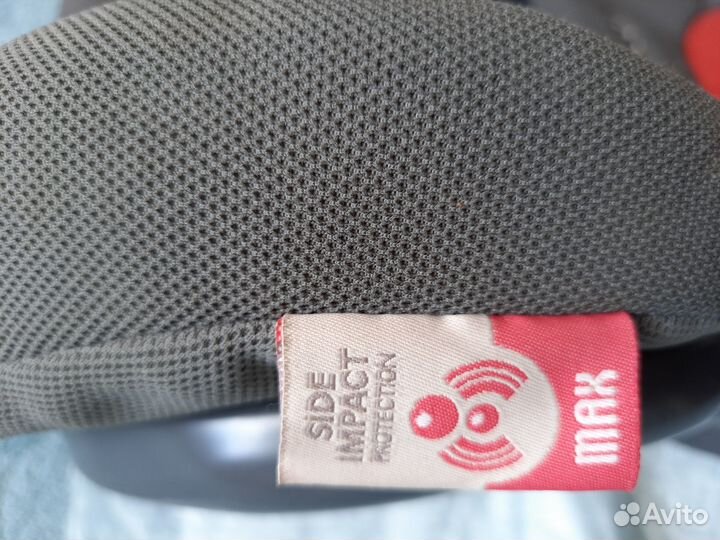 SIDE
IMPACT
PROTECTION
MAX
Avito